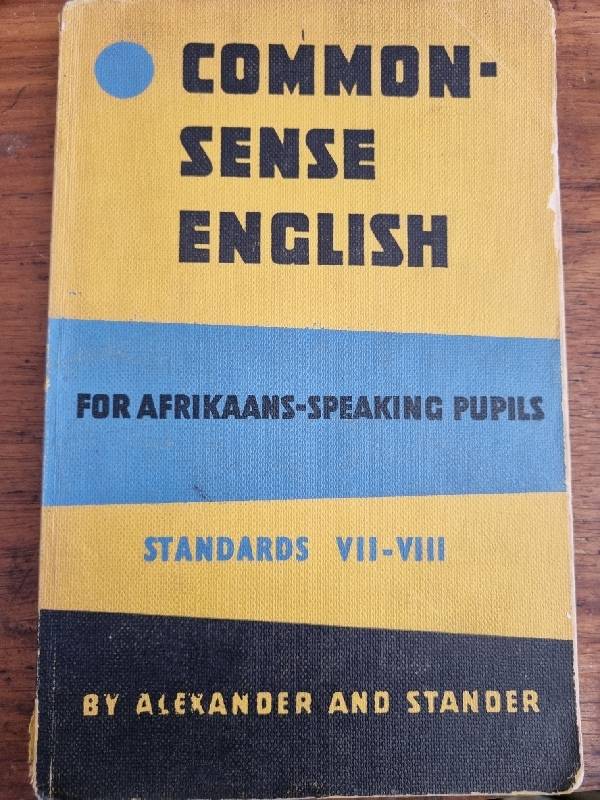 COMMON-
SENSE
ENGLISH
FOR AFRIKAANS-SPEAKING PUPILS
STANDARDS VII-VIII
BY ALEXANDER AND STANDER